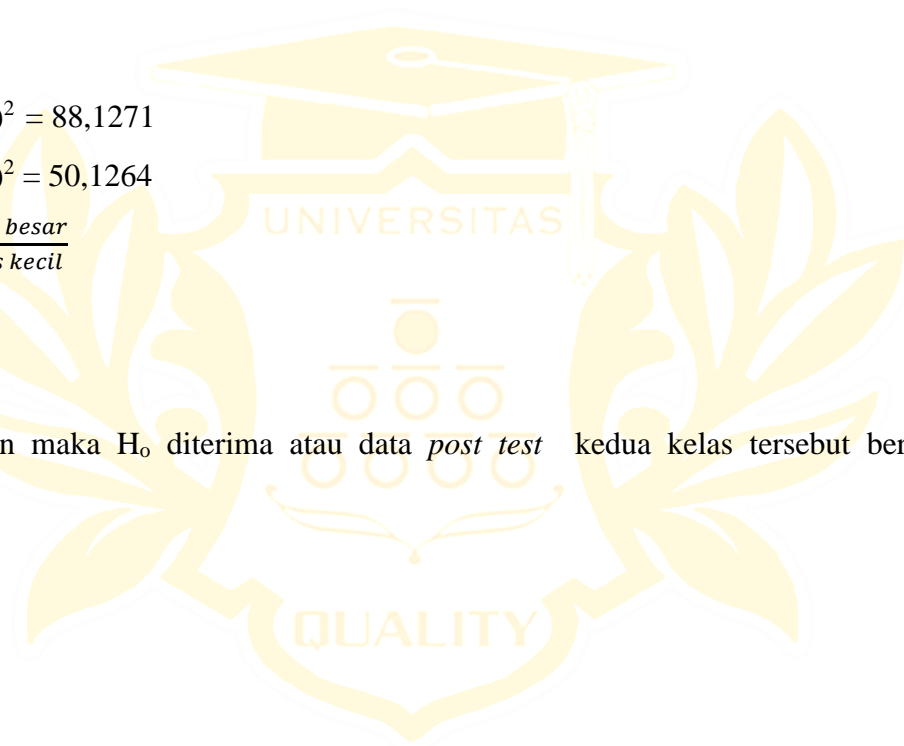 )² = 88,1271
)² = 50,1264
besar
kecil
UNIVERSITAS
maka Hₒ diterima atau data post test kedua kelas tersebut
QUALITY